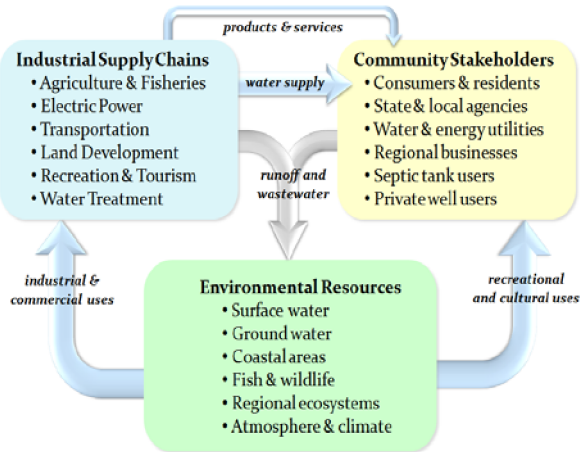 products & services
Industrial Supply Chains
• Agriculture & Fisheries
• Electric Power
• Transportation
• Land Development
• Recreation & Tourism
• Water Treatment
water supply
Community Stakeholders
• Consumers & residents
• State & local agencies
• Water & energy utilities
• Regional businesses
• Septic tank users
• Private well users
runoff and
wastewater
industrial &
commercial uses
recreational
and cultural uses
Environmental Resources
• Surface water
• Ground water
• Coastal areas
• Fish & wildlife
• Regional ecosystems
• Atmosphere & climate